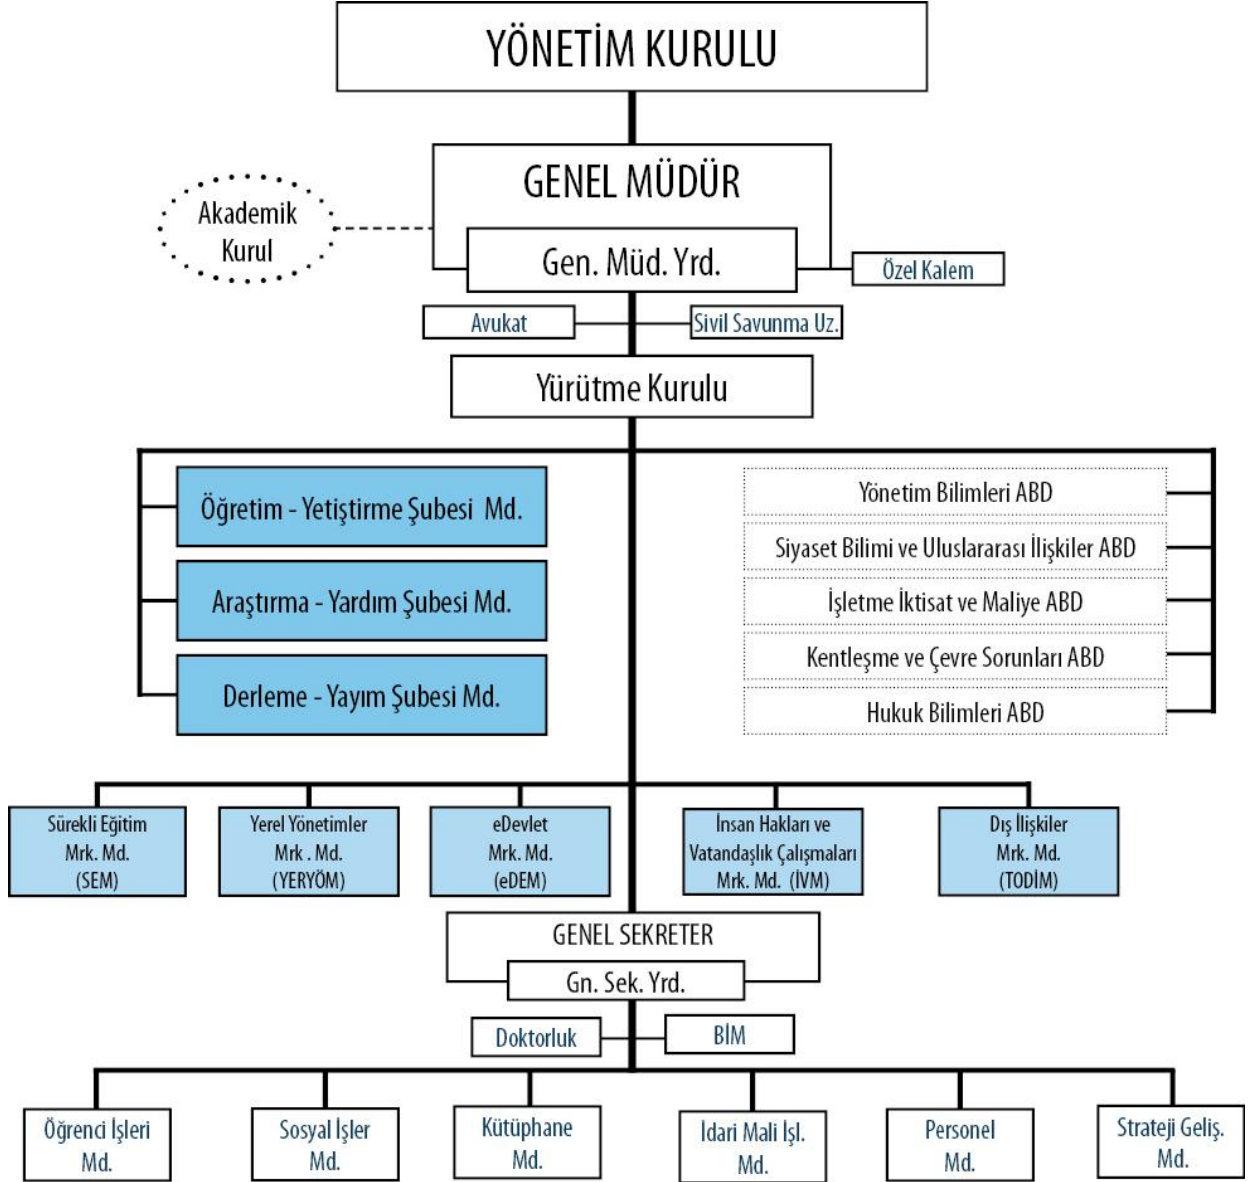 YÖNETİM KURULU
GENEL MÜDÜR
Akademik
Kurul
Gen. Müd. Yrd.
Özel Kalem
Avukat
Sivil Savunma Uz.
Yürütme Kurulu
Öğretim - Yetiştirme Şubesi Md.
Araştırma - Yardım Şubesi Md.
Derleme - Yayım Şubesi Md.
Yönetim Bilimleri ABD
Siyaset Bilimi ve Uluslararası İlişkiler ABD
İşletme İktisat ve Maliye ABD
Kentleşme ve Çevre Sorunları ABD
Hukuk Bilimleri ABD
Sürekli Eğitim
Mrk. Md.
(SEM)
Yerel Yönetimler
Mrk . Md.
(YERYÖM)
eDevlet
Mrk. Md.
(eDEM)
İnsan Hakları ve
Vatandaşlık Çalışmaları
Mrk. Md. (İVM)
Dış İlişkiler
Mrk. Md.
(TODİM)
GENEL SEKRETER
Gn. Sek. Yrd.
Doktorluk
BİM
Öğrenci İşleri
Md.
Sosyal İşler
Md.
Kütüphane
Md.
İdari Mali İşl.
Md.
Personel
Md.
Strateji Geliş.
Md.